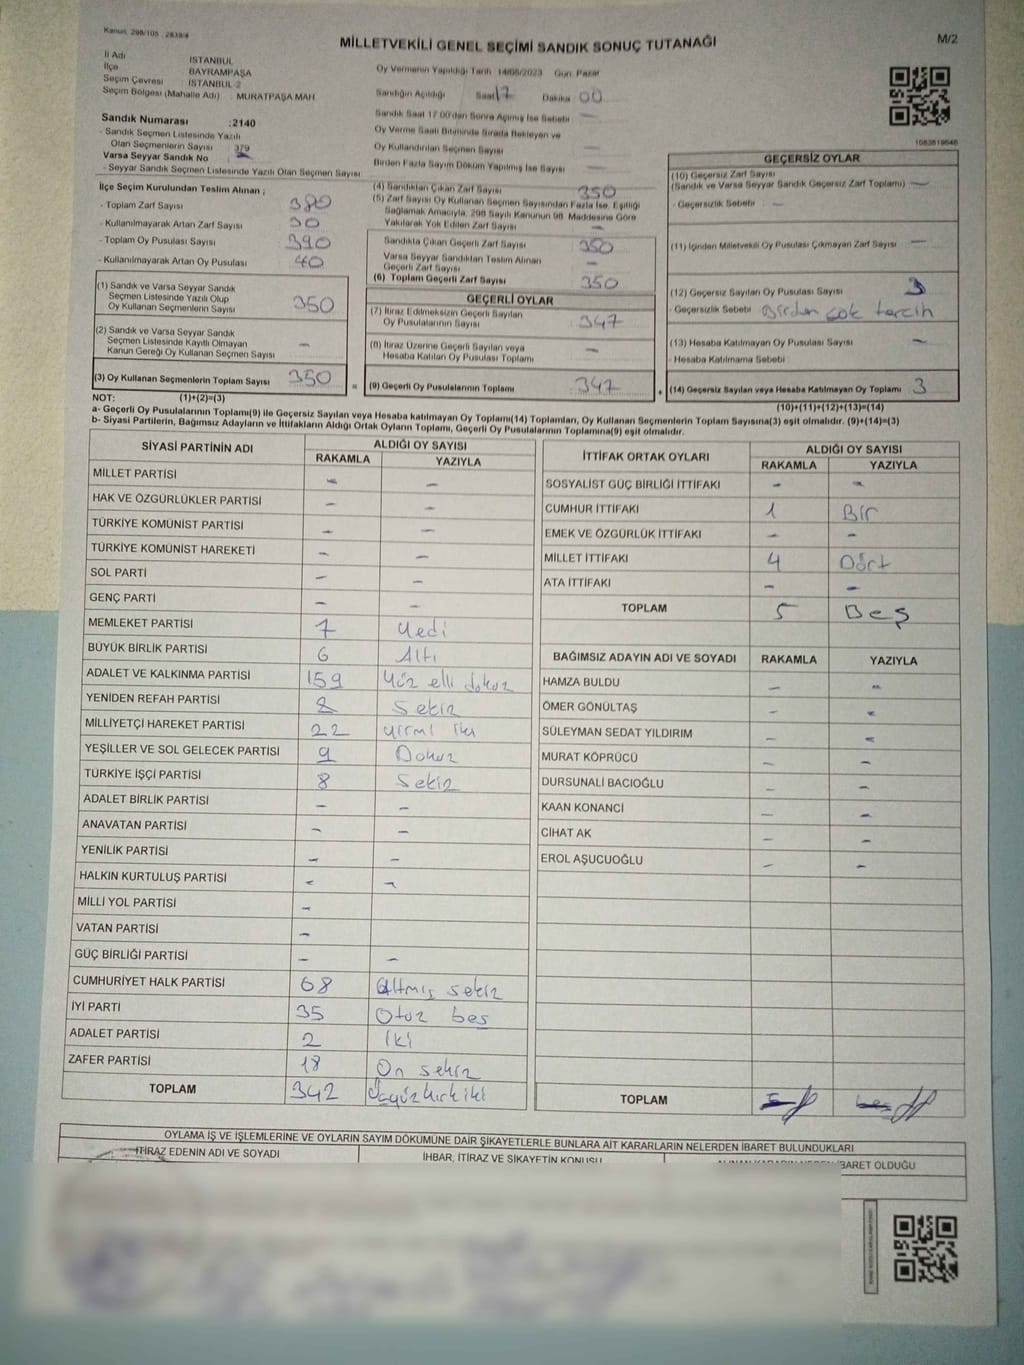 Kanun: 298/105 , 2839/4
MİLLETVEKİLİ GENEL SEÇİMİ SANDIK SONUÇ TUTANAĞI
M/2
İl Adı İSTANBUL
İlçe BAYRAMPAŞA
Seçim Çevresi İSTANBUL 2
Seçim Bölgesi (Mahalle Adı) : MURATPAŞA MAH.
Oy Vermenin Yapıldığı Tarih 14/05/2023 Gün Pazar
Sandığın Açıldığı Saat 17 Dakika 00
Sandık Saat 17 00'dan Sonra Açılmış İse Sebebi —
Oy Verme Saati Bitiminde Sırada Bekleyen ve
Oy Kullandırılan Seçmen Sayısı —
Birden Fazla Sayım Döküm Yapılmış İse Sayısı —
Sandık Numarası :2140
- Sandık Seçmen Listesinde Yazılı
Olan Seçmenlerin Sayısı 379
Varsa Seyyar Sandık No
- Seyyar Sandık Seçmen Listesinde Yazılı Olan Seçmenlerin Sayısı
İlçe Seçim Kurulundan Teslim Alınan ;
- Toplam Zarf Sayısı 380
- Kullanılmayarak Artan Zarf Sayısı 30
- Toplam Oy Pusulası Sayısı 390
- Kullanılmayarak Artan Oy Pusulası 40
(1) Sandık ve Varsa Seyyar Sandık
Seçmen Listesinde Yazılı Olup
Oy Kullanan Seçmenlerin Sayısı 350
(2) Sandık ve Varsa Seyyar Sandık
Seçmen Listesinde Kayıtlı Olmayan
Kanun Gereği Oy Kullanan Seçmen Sayısı —
(3) Oy Kullanan Seçmenlerin Toplam Sayısı 350 =
(4) Sandıktan Çıkan Zarf Sayısı 350
(5) Zarf Sayısı Oy Kullanan Seçmen Sayısından Fazla İse, Eşitliği
Sağlamak Amacıyla, 298 Sayılı Kanunun 98. Maddesine Göre
Yakılarak Yok Edilen Zarf Sayısı —
Sandıkta Çıkan Geçerli Zarf Sayısı 350
Varsa Seyyar Sandıktan Teslim Alınan
Geçerli Zarf Sayısı —
(6) Toplam Geçerli Zarf Sayısı 350
GEÇERLİ OYLAR
(7) İtiraz Edilmeksizin Geçerli Sayılan
Oy Pusulalarının Sayısı 347
(8) İtiraz Üzerine Geçerli Sayılan veya
Hesaba Katılan Oy Pusulası Toplamı —
(9) Geçerli Oy Pusulalarının Toplamı 347 +
1083819648
GEÇERSİZ OYLAR
(10) Geçersiz Zarf Sayısı
(Sandık ve Varsa Seyyar Sandık Geçersiz Zarf Toplamı) —
- Geçersizlik Sebebi —
(11) İçinden Milletvekili Oy Pusulası Çıkmayan Zarf Sayısı —
(12) Geçersiz Sayılan Oy Pusulası Sayısı 3
- Geçersizlik Sebebi Birden çok tercih
(13) Hesaba Katılmayan Oy Pusulası Sayısı —
- Hesaba Katılmama Sebebi
(14) Geçersiz Sayılan veya Hesaba Katılmayan Oy Toplamı 3
NOT: (1)+(2)=(3) (10)+(11)+(12)+(13)=(14)
a- Geçerli Oy Pusulalarının Toplamı(9) ile Geçersiz Sayılan veya Hesaba katılmayan Oy Toplamı(14) Toplamları, Oy Kullanan Seçmenlerin Toplam Sayısına(3) eşit olmalıdır. (9)+(14)=(3)
b- Siyasi Partilerin, Bağımsız Adayların ve İttifakların Aldığı Ortak Oyların Toplamı, Geçerli Oy Pusulalarının Toplamına(9) eşit olmalıdır.
SİYASİ PARTİNİN ADI ALDIĞI OY SAYISI
RAKAMLA YAZIYLA
MİLLET PARTİSİ — —
HAK VE ÖZGÜRLÜKLER PARTİSİ — —
TÜRKİYE KOMÜNİST PARTİSİ — —
TÜRKİYE KOMÜNİST HAREKETİ — —
SOL PARTİ — —
GENÇ PARTİ — —
MEMLEKET PARTİSİ 7 Yedi
BÜYÜK BİRLİK PARTİSİ 6 Altı
ADALET VE KALKINMA PARTİSİ 159 Yüz elli dokuz
YENİDEN REFAH PARTİSİ 8 Sekiz
MİLLİYETÇİ HAREKET PARTİSİ 22 yirmi iki
YEŞİLLER VE SOL GELECEK PARTİSİ 9 Dokuz
TÜRKİYE İŞÇİ PARTİSİ 8 Sekiz
ADALET BİRLİK PARTİSİ — —
ANAVATAN PARTİSİ — —
YENİLİK PARTİSİ — —
HALKIN KURTULUŞ PARTİSİ — —
MİLLİ YOL PARTİSİ —
VATAN PARTİSİ —
GÜÇ BİRLİĞİ PARTİSİ — —
CUMHURİYET HALK PARTİSİ 68 Altmış sekiz
İYİ PARTİ 35 Otuz beş
ADALET PARTİSİ 2 İki
ZAFER PARTİSİ 18 On sekiz
TOPLAM 342 Üçyüzkırkiki
İTTİFAK ORTAK OYLARI ALDIĞI OY SAYISI
RAKAMLA YAZIYLA
SOSYALİST GÜÇ BİRLİĞİ İTTİFAKI — —
CUMHUR İTTİFAKI 1 Bir
EMEK VE ÖZGÜRLÜK İTTİFAKI — —
MİLLET İTTİFAKI 4 Dört
ATA İTTİFAKI — —
TOPLAM 5 Beş
BAĞIMSIZ ADAYIN ADI VE SOYADI RAKAMLA YAZIYLA
HAMZA BULDU — —
ÖMER GÖNÜLTAŞ — —
SÜLEYMAN SEDAT YILDIRIM — —
MURAT KÖPRÜCÜ — —
DURSUNALİ BACIOĞLU — —
KAAN KONANCİ — —
CİHAT AK — —
EROL AŞUCUOĞLU — —
TOPLAM
OYLAMA İŞ VE İŞLEMLERİNE VE OYLARIN SAYIM DÖKÜMÜNE DAİR ŞİKAYETLERLE BUNLARA AİT KARARLARIN NELERDEN İBARET BULUNDUKLARI
İTİRAZ EDENİN ADI VE SOYADI
İHBAR, İTİRAZ VE ŞİKAYETİN KONUSU
İBARET OLDUĞU